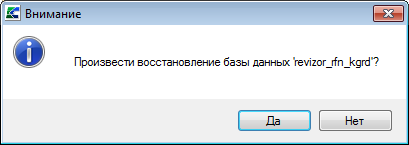 Внимание
Произвести восстановление базы данных 'revizor_rfn_kgrd'?
Да
Нет